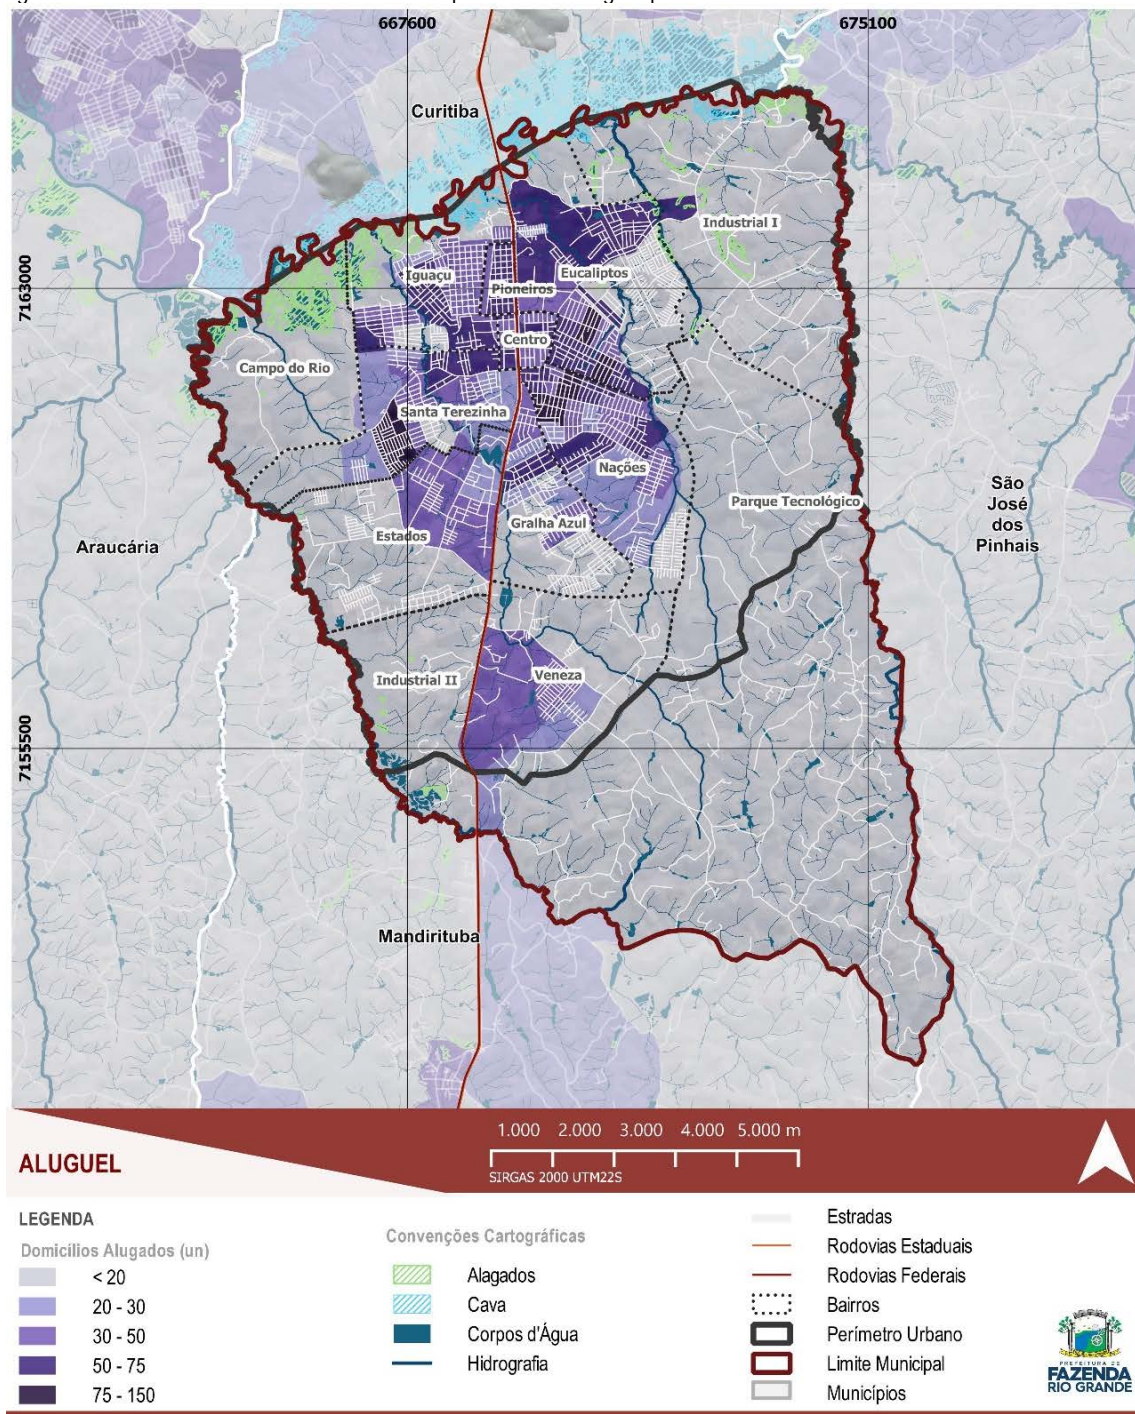 667600
675100
Curitiba
Industrial I
7163000
Iguaçu
Eucaliptos
Pioneiros
Centro
Campo do Rio
Santa Terezinha
Nações
Parque Tecnológico
São
José
dos
Pinhais
Gralha Azul
Estados
Araucária
Industrial II
Veneza
7155500
Mandirituba
1.000 2.000 3.000 4.000 5.000 m
SIRGAS 2000 UTM22S
ALUGUEL
LEGENDA
Domicílios Alugados (un)
< 20
20 - 30
30 - 50
50 - 75
75 - 150
Convenções Cartográficas
Alagados
Cava
Corpos d'Água
Hidrografia
Estradas
Rodovias Estaduais
Rodovias Federais
Bairros
Perímetro Urbano
Limite Municipal
Municípios
PREFEITURA DE
FAZENDA
RIO GRANDE